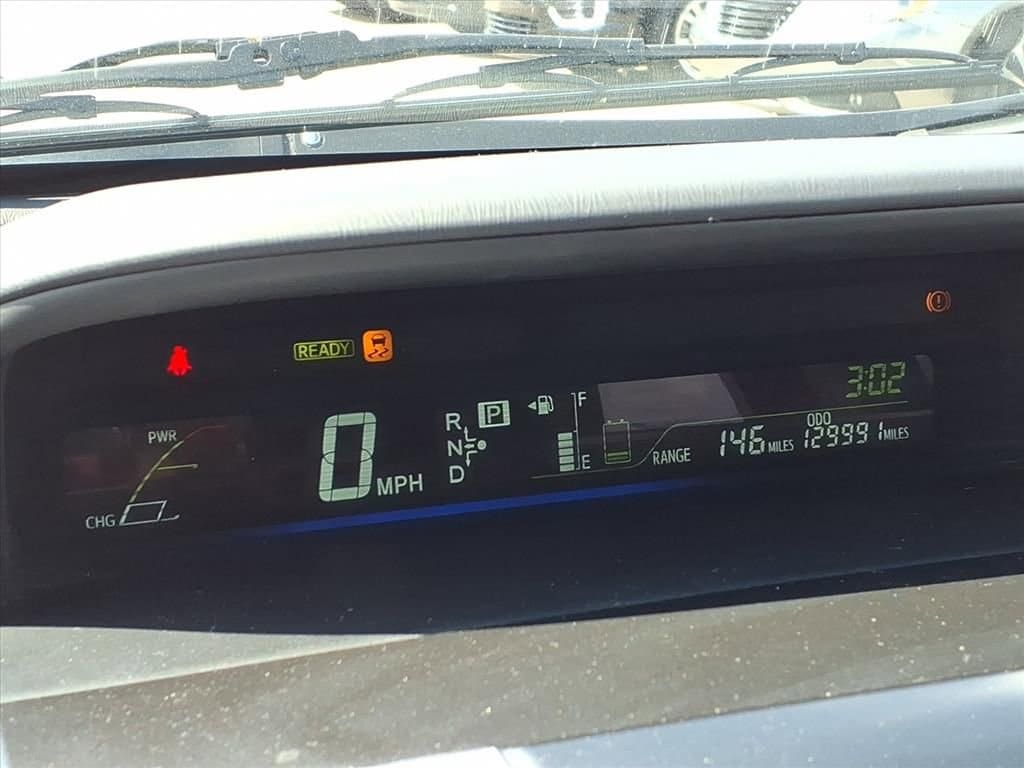 READY
3:02
PWR
R P F
N
D E
0 MPH
CHG
RANGE 146 MILES
ODO
129991 MILES